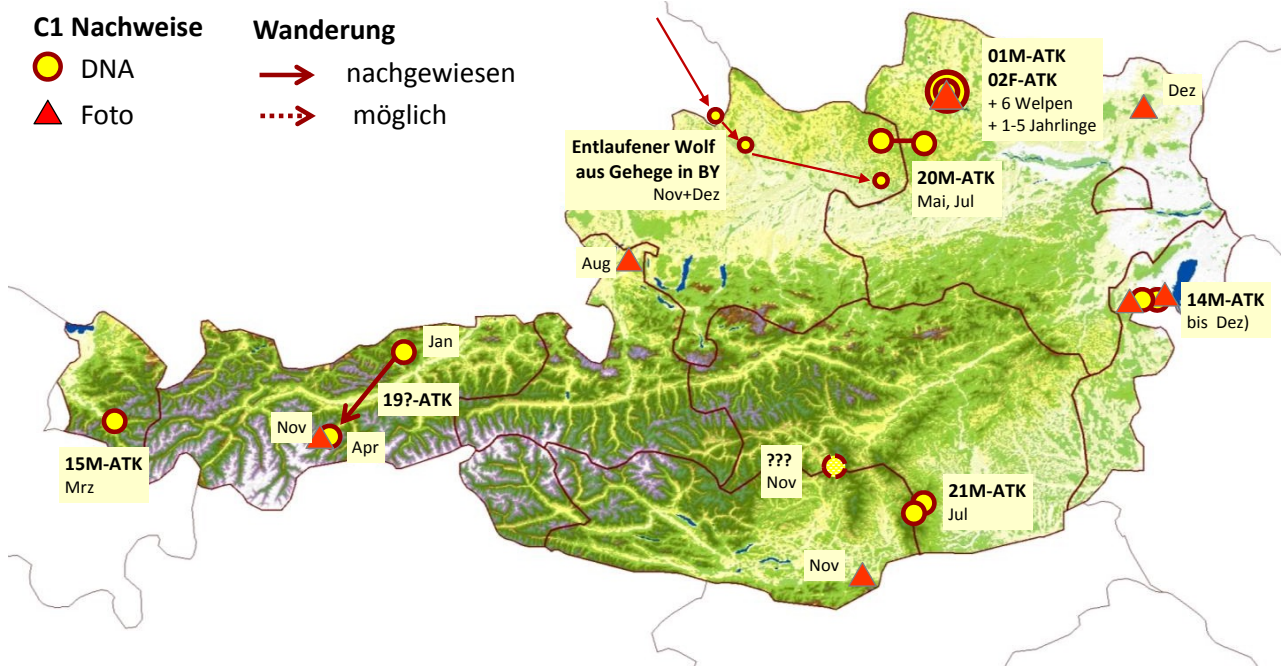 C1 Nachweise
DNA
Foto
Wanderung
nachgewiesen
möglich
01M-ATK
02F-ATK
+ 6 Welpen
+ 1-5 Jahrlinge
Dez
Entlaufener Wolf
aus Gehege in BY
Nov+Dez
20M-ATK
Mai, Jul
Aug
14M-ATK
bis Dez)
Jan
19?-ATK
Nov
Apr
15M-ATK
Mrz
???
Nov
21M-ATK
Jul
Nov